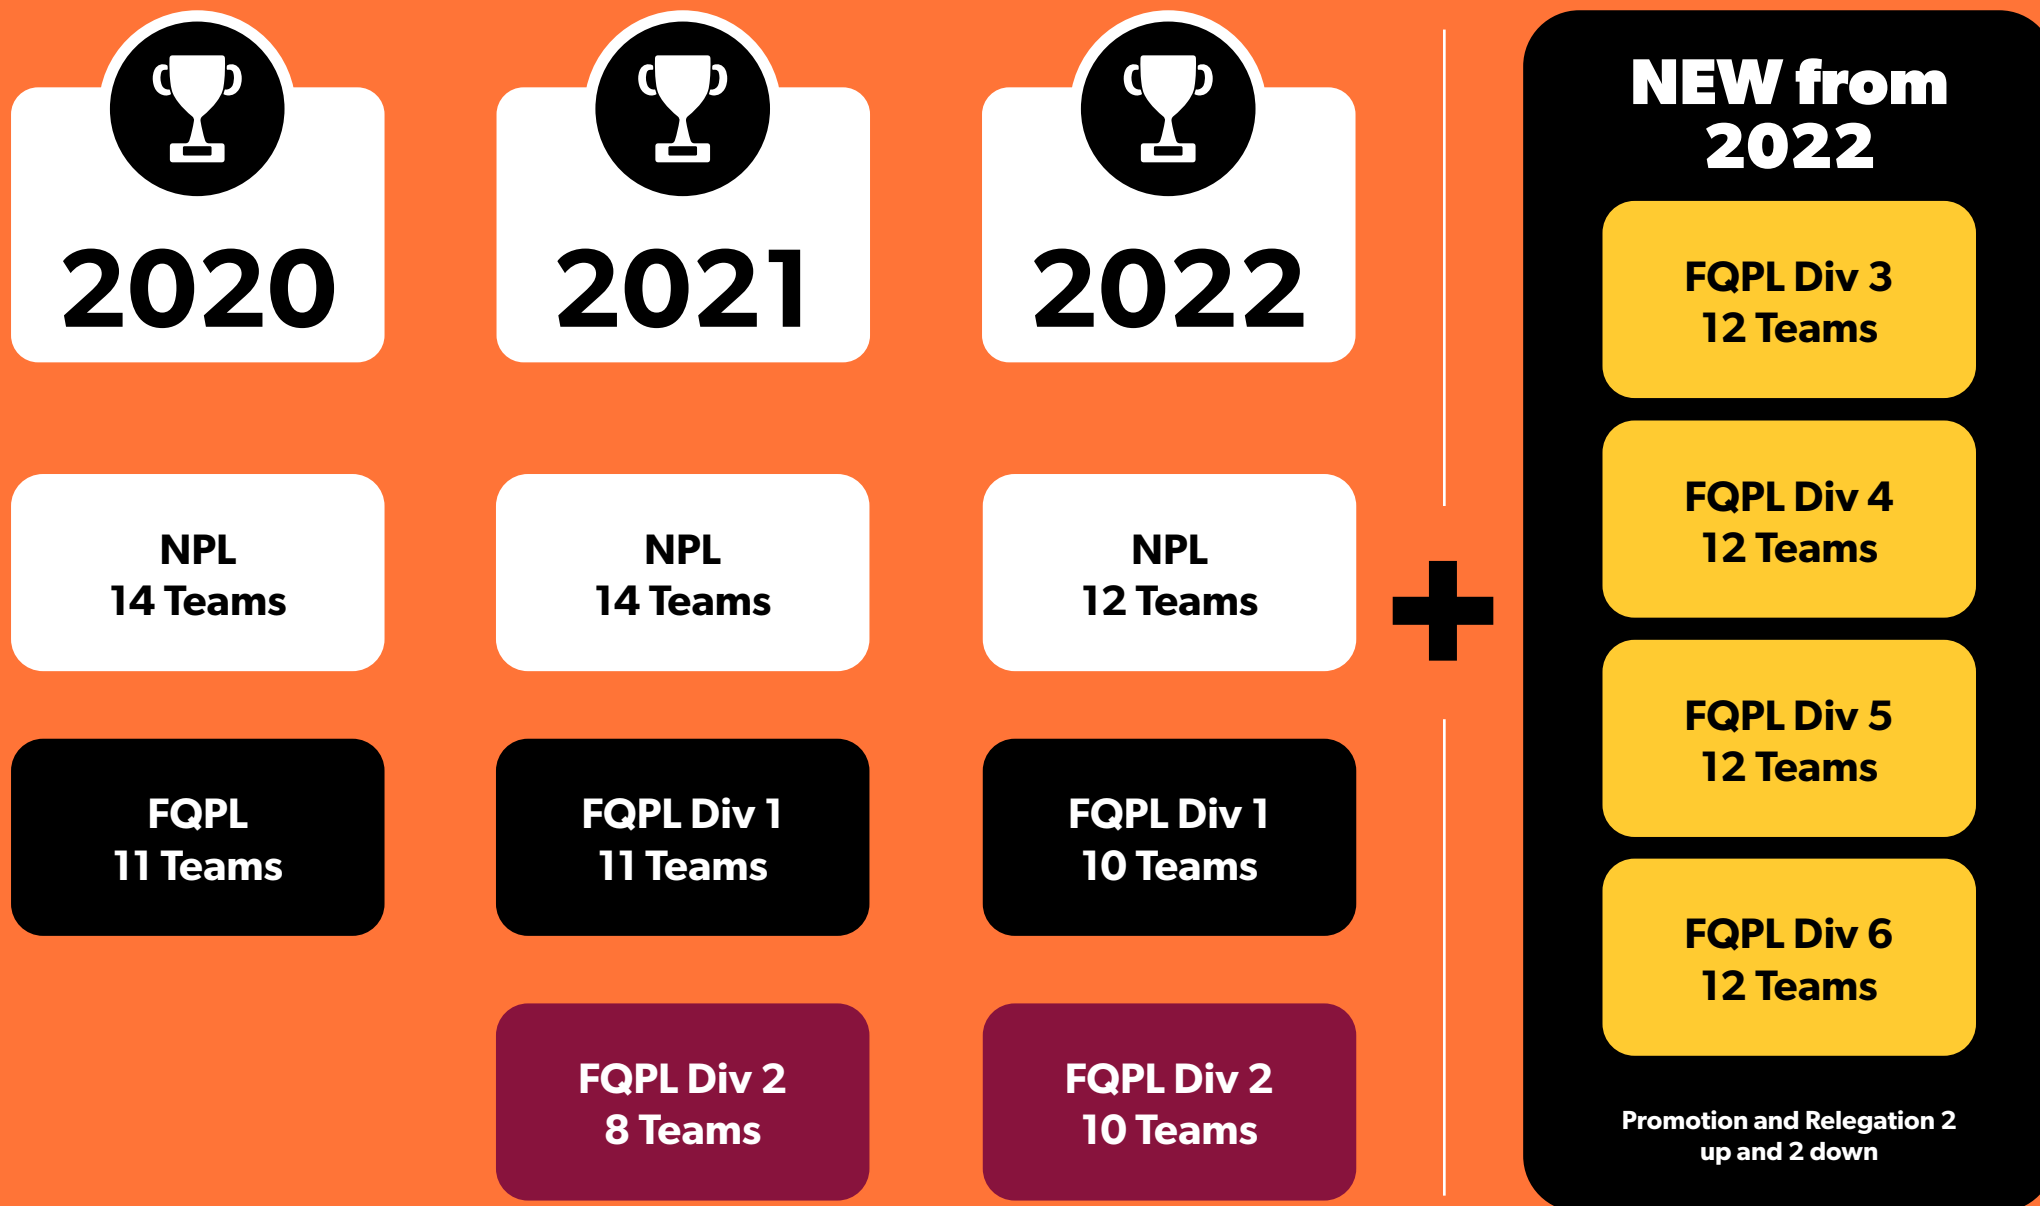 2020
NPL
14 Teams
FQPL
11 Teams
2021
NPL
14 Teams
FQPL Div 1
11 Teams
FQPL Div 2
8 Teams
2022
NPL
12 Teams
FQPL Div 1
10 Teams
FQPL Div 2
10 Teams
+
NEW from
2022
FQPL Div 3
12 Teams
FQPL Div 4
12 Teams
FQPL Div 5
12 Teams
FQPL Div 6
12 Teams
Promotion and Relegation 2
up and 2 down